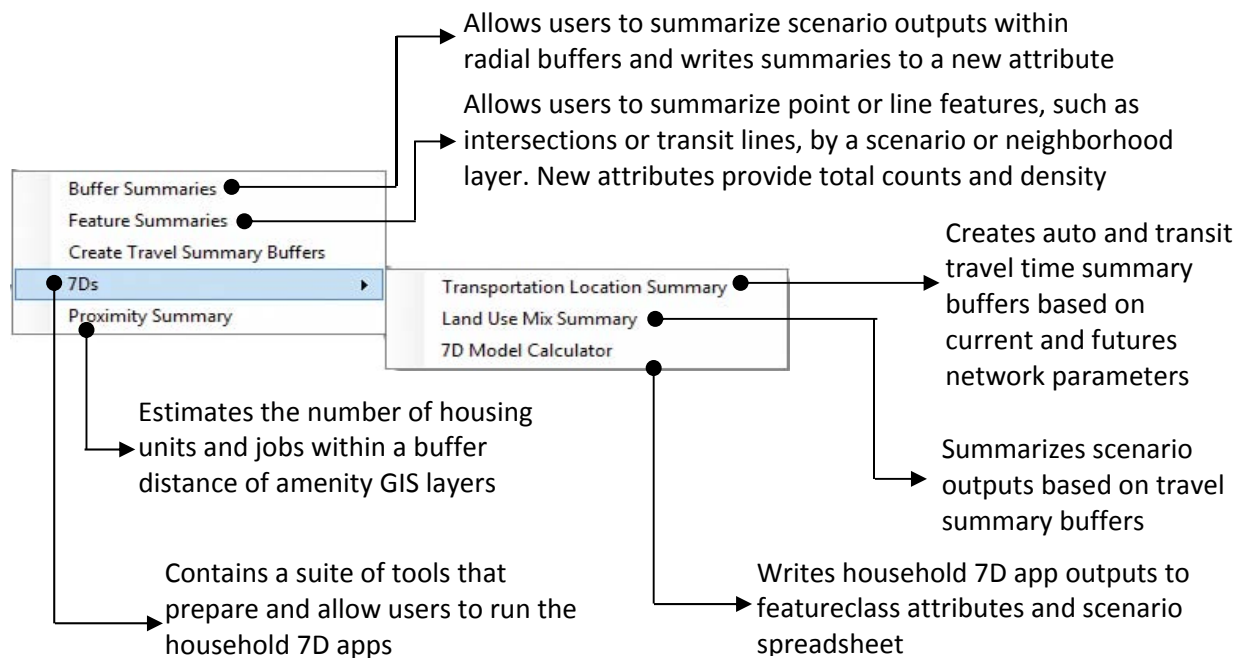 Allows users to summarize scenario outputs within
radial buffers and writes summaries to a new attribute
Allows users to summarize point or line features, such as
intersections or transit lines, by a scenario or neighborhood
layer. New attributes provide total counts and density
Buffer Summaries
Feature Summaries
Create Travel Summary Buffers
7Ds
Proximity Summary
Transportation Location Summary
Land Use Mix Summary
7D Model Calculator
Creates auto and transit
travel time summary
buffers based on
current and futures
network parameters
Estimates the number of housing
units and jobs within a buffer
distance of amenity GIS layers
Summarizes scenario
outputs based on travel
summary buffers
Contains a suite of tools that
prepare and allow users to run the
household 7D apps
Writes household 7D app outputs to
featureclass attributes and scenario
spreadsheet